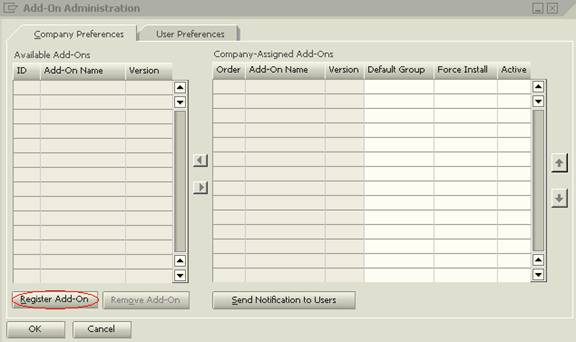 Add-On Administration
Company Preferences User Preferences
Available Add-Ons Company-Assigned Add-Ons
ID Add-On Name Version Order Add-On Name Version Default Group Force Install Active
Register Add-On Remove Add-On Send Notification to Users
OK Cancel